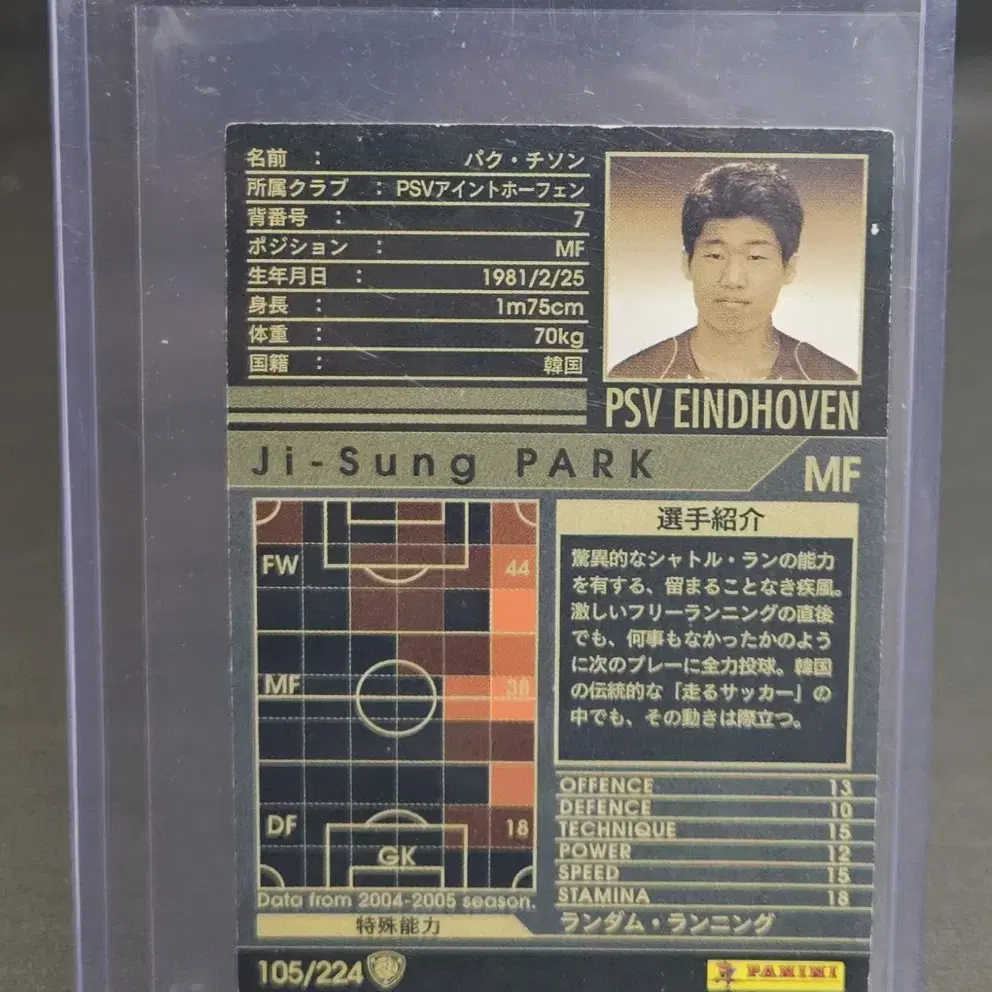 名前 : パク・チソン
所属クラブ : PSVアイントホーフェン
背番号 : 7
ポジション : MF
生年月日 : 1981/2/25
身長 : 1m75cm
体重 : 70kg
国籍 : 韓国
PSV EINDHOVEN
Ji-Sung PARK
MF
FW 44
MF 38
DF 18
GK
Data from 2004-2005 season.
選手紹介
驚異的なシャトル・ランの能力
を有する、留まることなき疾風。
激しいフリーランニングの直後
でも、何事もなかったかのよう
に次のプレーに全力投球。韓国
の伝統的な「走るサッカー」の
中でも、その動きは際立つ。
OFFENCE 13
DEFENCE 10
TECHNIQUE 15
POWER 12
SPEED 15
STAMINA 18
特殊能力 ランダム・ランニング
105/224
PANINI